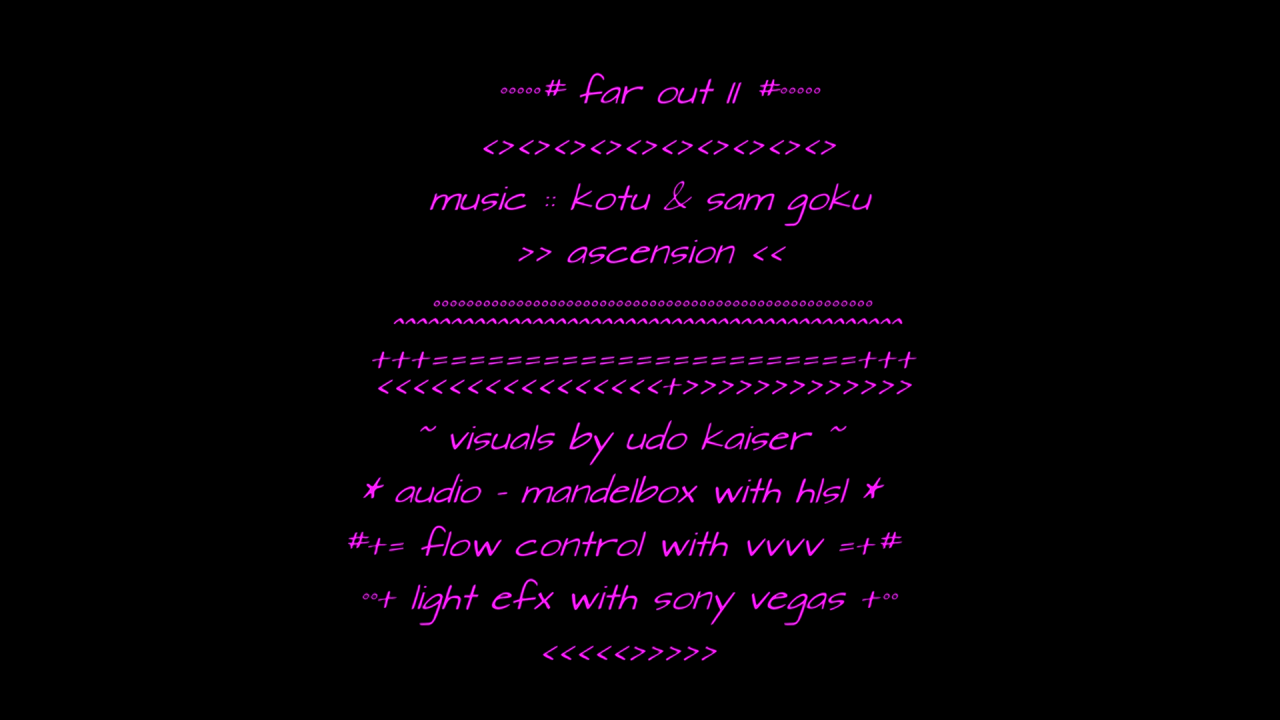 °°°°°# far out II #°°°°°
<><><><><><><><><><>
music :: kotu & sam goku
>> ascension <<
°°°°°°°°°°°°°°°°°°°°°°°°°°°°°°°°°°°°°°°°°°°°°°°°°°°°°
^^^^^^^^^^^^^^^^^^^^^^^^^^^^^^^^^^^^^^^^^^^
+++=======================+++
<<<<<<<<<<<<<<<<+>>>>>>>>>>>>>
~ visuals by udo kaiser ~
* audio - mandelbox with hlsl *
#+= flow control with vvvv =+#
°°+ light efx with sony vegas +°°
<<<<<>>>>>